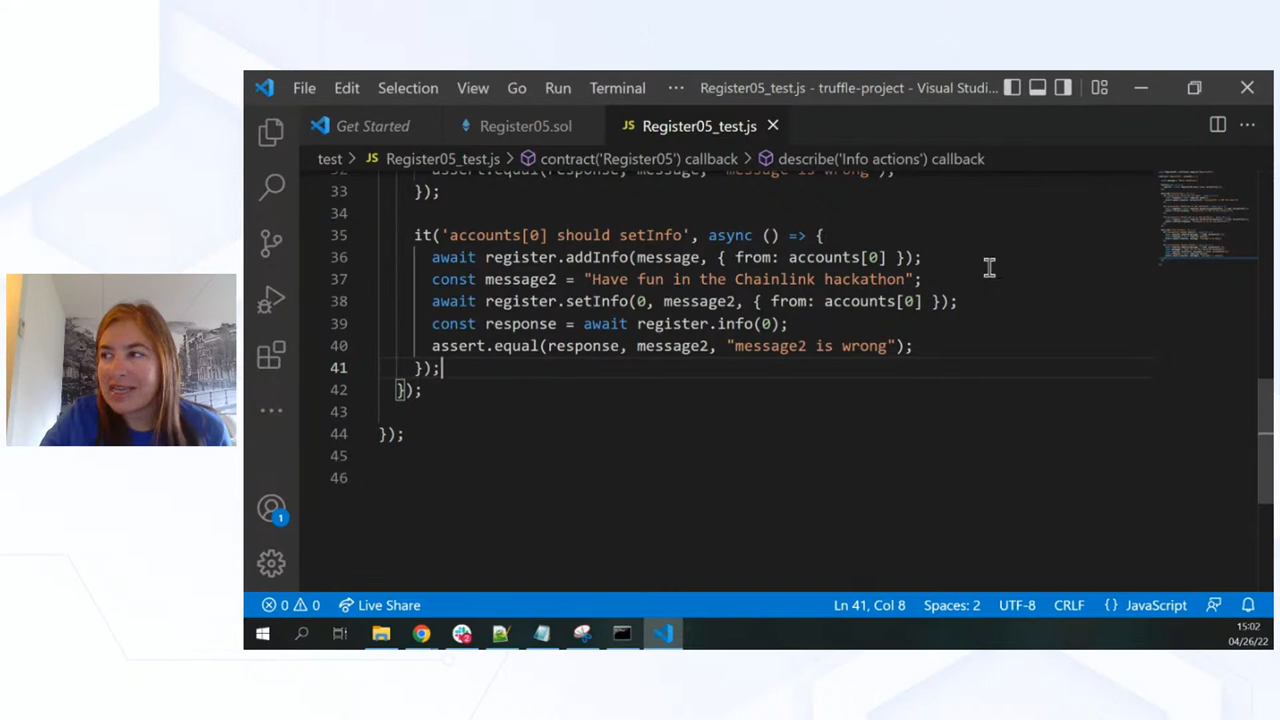 File Edit Selection View Go Run Terminal ··· Register05_test.js - truffle-project - Visual Studi...
Get Started Register05.sol JS Register05_test.js
test > JS Register05_test.js > contract('Register05') callback > describe('Info actions') callback
32 assert.equal(response, message, "message is wrong");
33 });
34
35 it('accounts[0] should setInfo', async () => {
36 await register.addInfo(message, { from: accounts[0] });
37 const message2 = "Have fun in the Chainlink hackathon";
38 await register.setInfo(0, message2, { from: accounts[0] });
39 const response = await register.info(0);
40 assert.equal(response, message2, "message2 is wrong");
41 });
42 });
43
44 });
45
46
1
0 0 Live Share Ln 41, Col 8 Spaces: 2 UTF-8 CRLF {} JavaScript
15:02
04/26/22